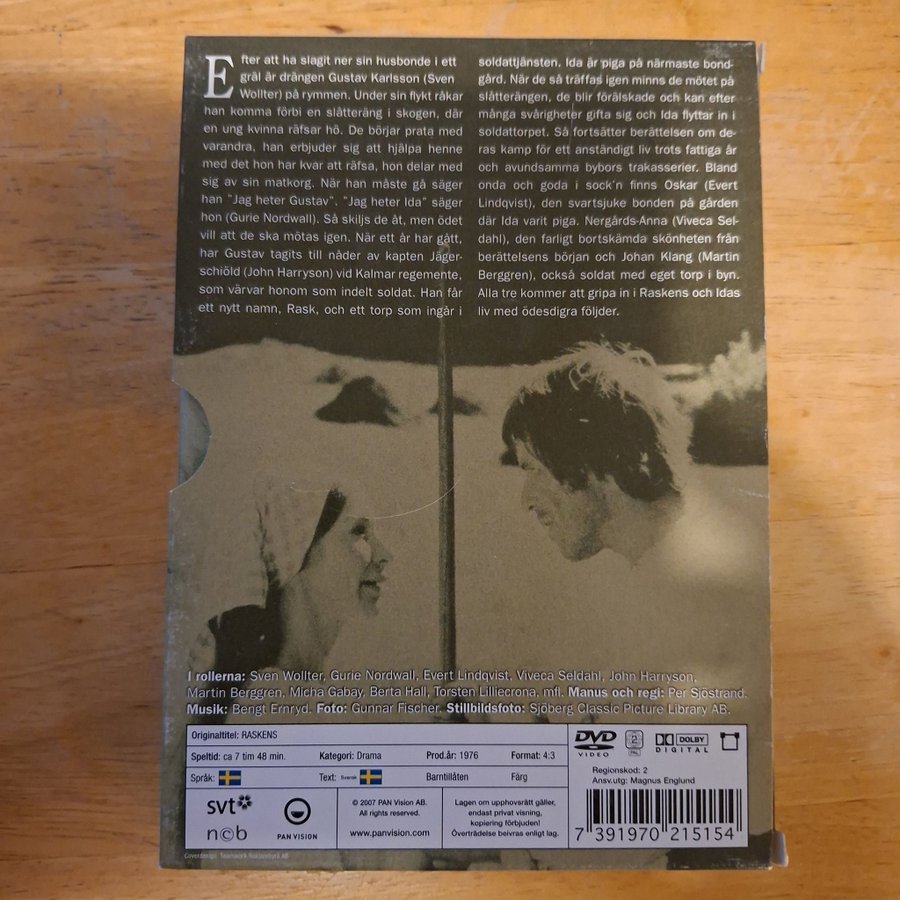 Efter att ha slagit ner sin husbonde i ett
gräl är drängen Gustav Karlsson (Sven
Wollter) på rymmen. Under sin flykt råkar
han komma förbi en slåtteräng i skogen, där
en ung kvinna räfsar hö. De börjar prata med
varandra, han erbjuder sig att hjälpa henne
med det hon har kvar att räfsa, hon delar med
sig av sin matkorg. När han måste gå säger
han "Jag heter Gustav". "Jag heter Ida" säger
hon (Gurie Nordwall). Så skiljs de åt, men ödet
vill att de ska mötas igen. När ett år har gått,
har Gustav tagits till nåder av kapten Jäger-
schiöld (John Harryson) vid Kalmar regemente,
som värvar honom som indelt soldat. Han får
ett nytt namn, Rask, och ett torp som ingår i
soldattjänsten. Ida är piga på närmaste bond-
gård. När de så träffas igen minns de mötet på
slåtterängen, de blir förälskade och kan efter
många svårigheter gifta sig och Ida flyttar in i
soldattorpet. Så fortsätter berättelsen om de-
ras kamp för ett anständigt liv trots fattiga år
och avundsamma bybors trakasserier. Bland
onda och goda i sock'n finns Oskar (Evert
Lindqvist), den svartsjuke bonden på gården
där Ida varit piga. Nergårds-Anna (Viveca Sel-
dahl), den farligt bortskämda skönheten från
berättelsens början och Johan Klang (Martin
Berggren), också soldat med eget torp i byn.
Alla tre kommer att gripa in i Raskens och Idas
liv med ödesdigra följder.
I rollerna: Sven Wollter, Gurie Nordwall, Evert Lindqvist, Viveca Seldahl, John Harryson,
Martin Berggren, Micha Gabay, Berta Hall, Torsten Lilliecrona, mfl. Manus och regi: Per Sjöstrand.
Musik: Bengt Ernryd. Foto: Gunnar Fischer. Stillbildsfoto: Sjöberg Classic Picture Library AB.
Originaltitel: RASKENS
Speltid: ca 7 tim 48 min. Kategori: Drama Prod.år: 1976 Format: 4:3
Språk: Text: Svensk Barntillåten Färg
DVD VIDEO
2 PAL
DOLBY DIGITAL
Regionskod: 2
Ansv.utg: Magnus Englund
svt
ncb
PAN VISION
© 2007 PAN Vision AB.
All rights reserved.
www.panvision.com
Lagen om upphovsrätt gäller,
endast privat visning,
kopiering förbjuden!
Överträdelse beivras enligt lag.
7 391970 215154
Coverdesign: Teamwork Reklambyrå AB